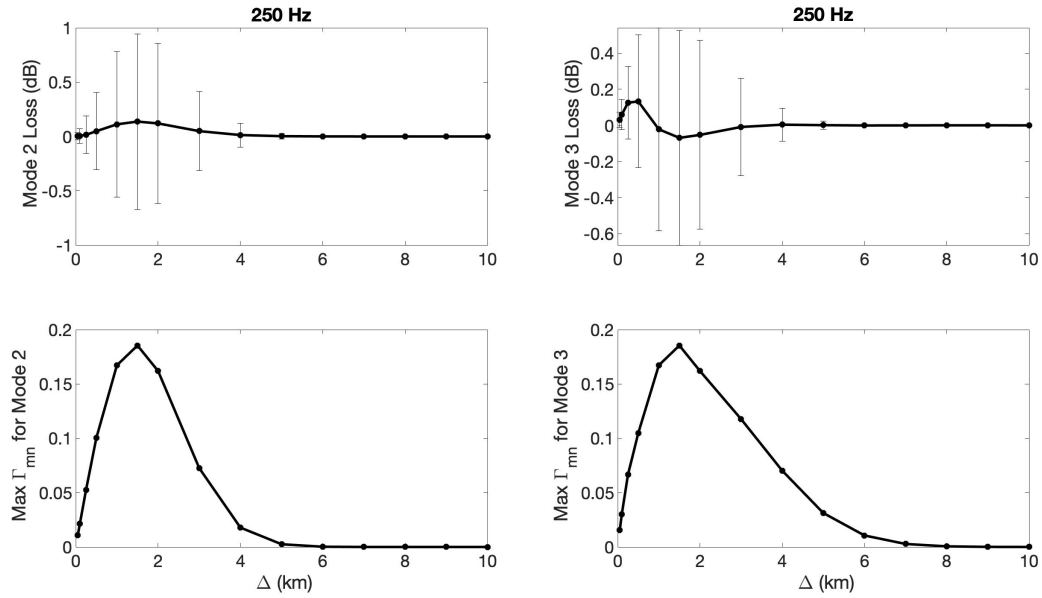 250 Hz
Mode 2 Loss (dB)
1
0.5
0
-0.5
-1
0 2 4 6 8 10
250 Hz
Mode 3 Loss (dB)
0.4
0.2
0
-0.2
-0.4
-0.6
0 2 4 6 8 10
Max Γmn for Mode 2
0.2
0.15
0.1
0.05
0
0 2 4 6 8 10
Δ (km)
Max Γmn for Mode 3
0.2
0.15
0.1
0.05
0
0 2 4 6 8 10
Δ (km)